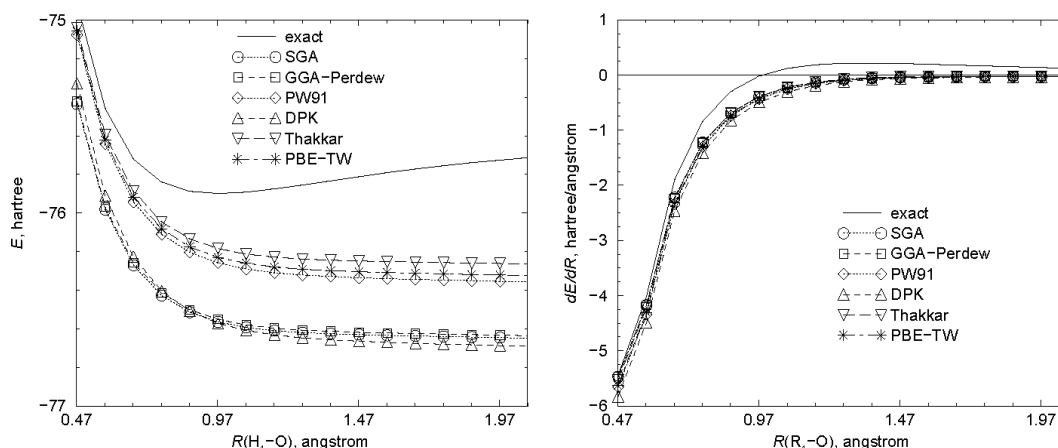 −75
−76
−77
E, hartree
exact
SGA
GGA−Perdew
PW91
DPK
Thakkar
PBE−TW
0.47 0.97 1.47 1.97
R(H,−O), angstrom
1
0
−1
−2
−3
−4
−5
−6
dE/dR, hartree/angstrom
exact
SGA
GGA−Perdew
PW91
DPK
Thakkar
PBE−TW
0.47 0.97 1.47 1.97
R(R,−O), angstrom